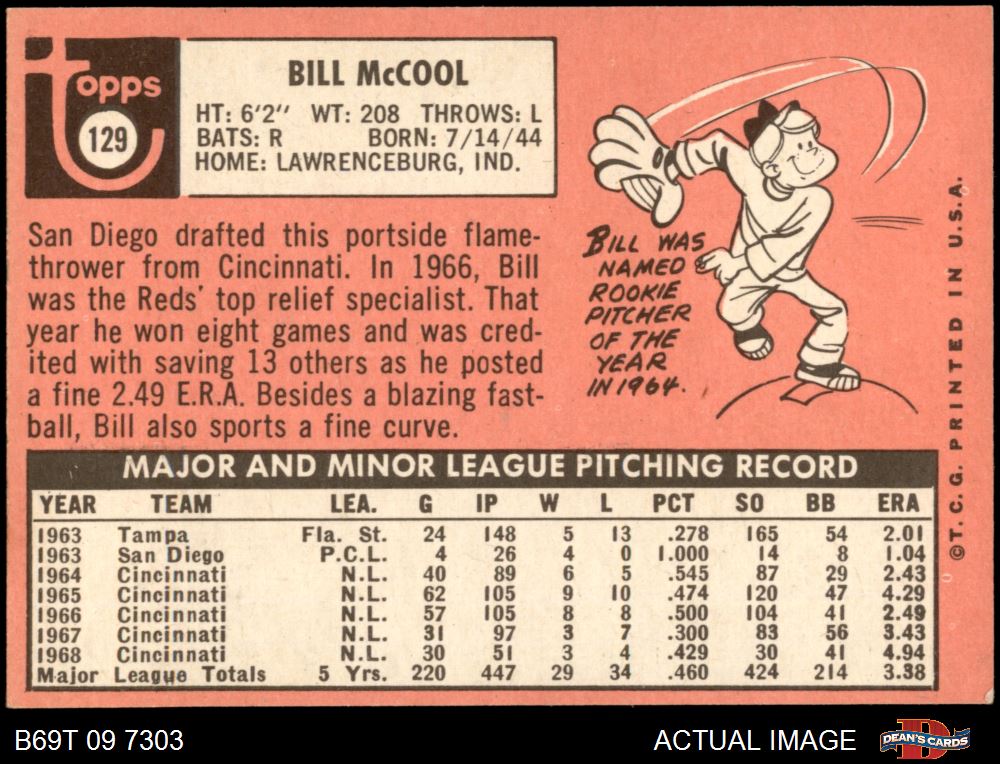 Topps
129
BILL McCOOL
HT: 6'2" WT: 208 THROWS: L
BATS: R BORN: 7/14/44
HOME: LAWRENCEBURG, IND.
San Diego drafted this portside flame-
thrower from Cincinnati. In 1966, Bill
was the Reds' top relief specialist. That
year he won eight games and was cred-
ited with saving 13 others as he posted
a fine 2.49 E.R.A. Besides a blazing fast-
ball, Bill also sports a fine curve.
BILL WAS
NAMED
ROOKIE
PITCHER
OF THE
YEAR
IN 1964.
©T.C.G. PRINTED IN U.S.A.
MAJOR AND MINOR LEAGUE PITCHING RECORD
YEAR TEAM LEA. G IP W L PCT SO BB ERA
1963 Tampa Fla. St. 24 148 5 13 .278 165 54 2.01
1963 San Diego P.C.L. 4 26 4 0 1.000 14 8 1.04
1964 Cincinnati N.L. 40 89 6 5 .545 87 29 2.43
1965 Cincinnati N.L. 62 105 9 10 .474 120 47 4.29
1966 Cincinnati N.L. 57 105 8 8 .500 104 41 2.49
1967 Cincinnati N.L. 31 97 3 7 .300 83 56 3.43
1968 Cincinnati N.L. 30 51 3 4 .429 30 41 4.94
Major League Totals 5 Yrs. 220 447 29 34 .460 424 214 3.38
B69T 09 7303
ACTUAL IMAGE
D
DEAN'S CARDS